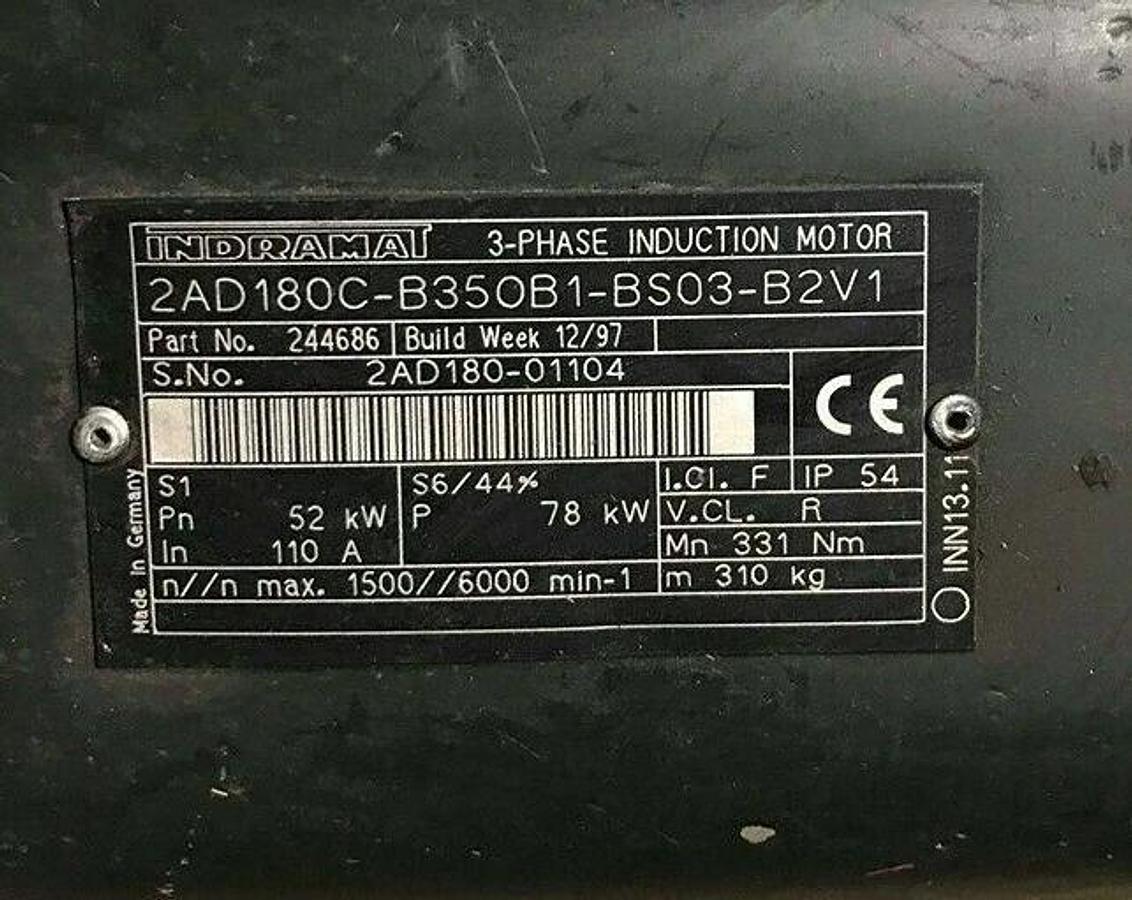 INDRAMAT 3-PHASE INDUCTION MOTOR
2AD180C-B350B1-BS03-B2V1
Part No. 244686 Build Week 12/97
S.No. 2AD180-01104
CE
S1 S6/44% I.Cl. F IP 54
Pn 52 kW P 78 kW V.CL. R
In 110 A Mn 331 Nm
n//n max. 1500//6000 min-1 m 310 kg
Made in Germany
INN13.11